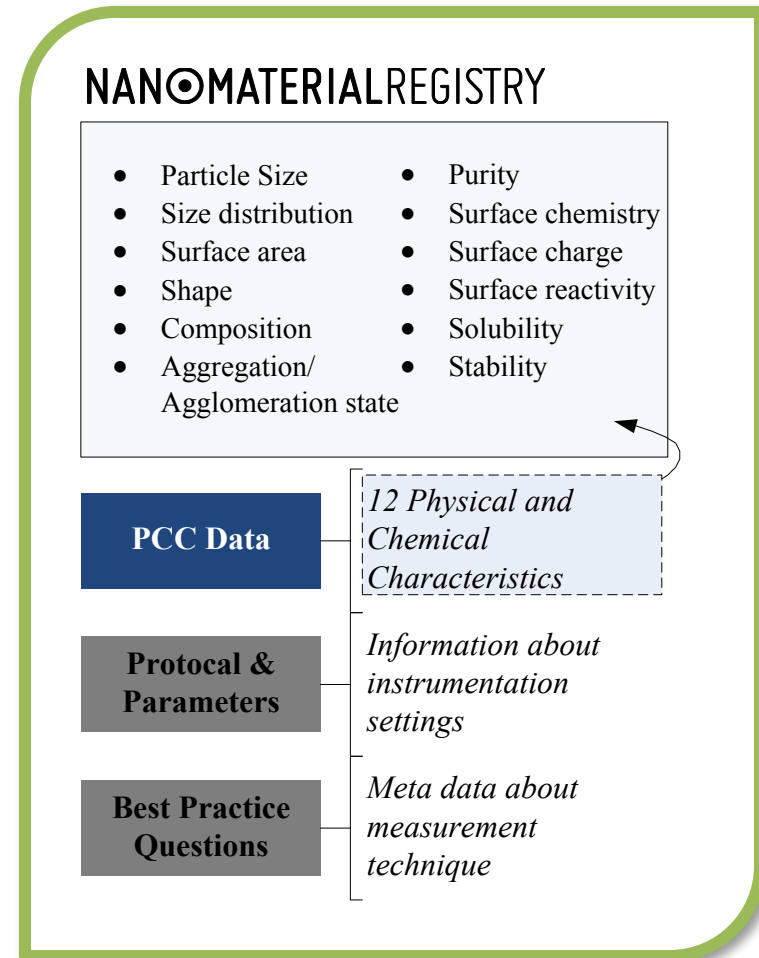 NANOMATERIALREGISTRY
• Particle Size
• Size distribution
• Surface area
• Shape
• Composition
• Aggregation/
Agglomeration state
• Purity
• Surface chemistry
• Surface charge
• Surface reactivity
• Solubility
• Stability
PCC Data
12 Physical and
Chemical
Characteristics
Protocal &
Parameters
Information about
instrumentation
settings
Best Practice
Questions
Meta data about
measurement
technique